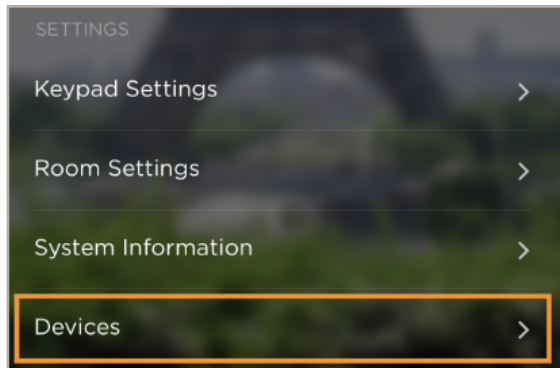 SETTINGS
Keypad Settings
Room Settings
System Information
Devices